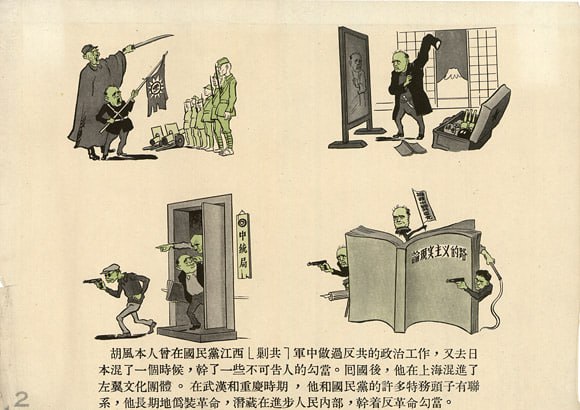 中統局
論現实主义的路
胡風本人曾在國民黨江西「剿共」軍中做過反共的政治工作，又去日
本混了一個時候，幹了一些不可告人的勾當。囘國後，他在上海混進了
左翼文化團體。在武漢和重慶時期，他和國民黨的許多特務頭子有聯
系，他長期地僞裝革命，潛藏在進步人民內部，幹着反革命勾當。
2